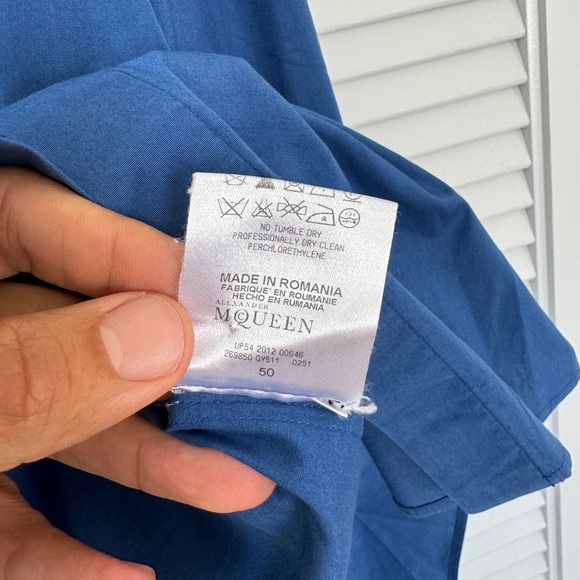 NO TUMBLE DRY
PROFESSIONALLY DRY CLEAN
PERCHLORETHYLENE
MADE IN ROMANIA
FABRIQUE' EN ROUMANIE
HECHO EN RUMANIA
ALEXANDER
MCQUEEN
UP54 2012 00646
269850 QY511 0251
50